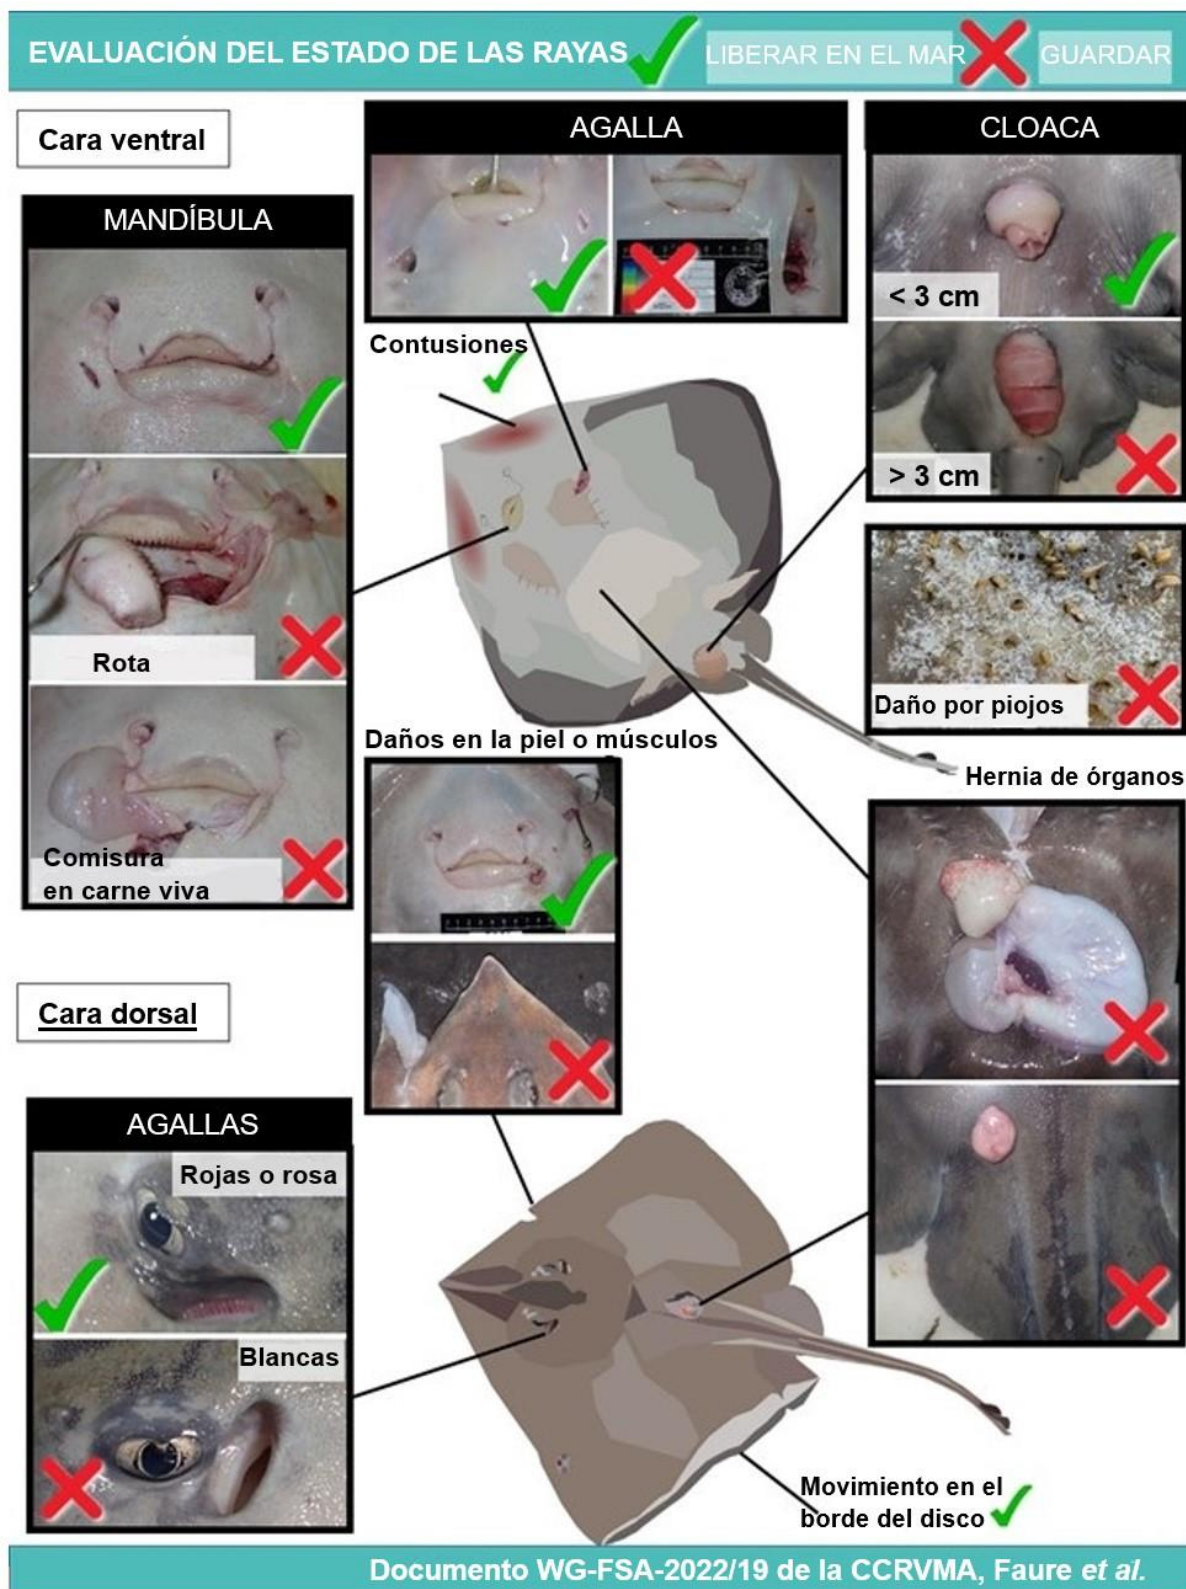 EVALUACIÓN DEL ESTADO DE LAS RAYAS
LIBERAR EN EL MAR
GUARDAR
Cara ventral
MANDÍBULA
Rota
Comisura
en carne viva
AGALLA
Contusiones
CLOACA
< 3 cm
> 3 cm
Daño por piojos
Hernia de órganos
Daños en la piel o músculos
Cara dorsal
AGALLAS
Rojas o rosa
Blancas
Movimiento en el
borde del disco
Documento WG-FSA-2022/19 de la CCRVMA, Faure et al.